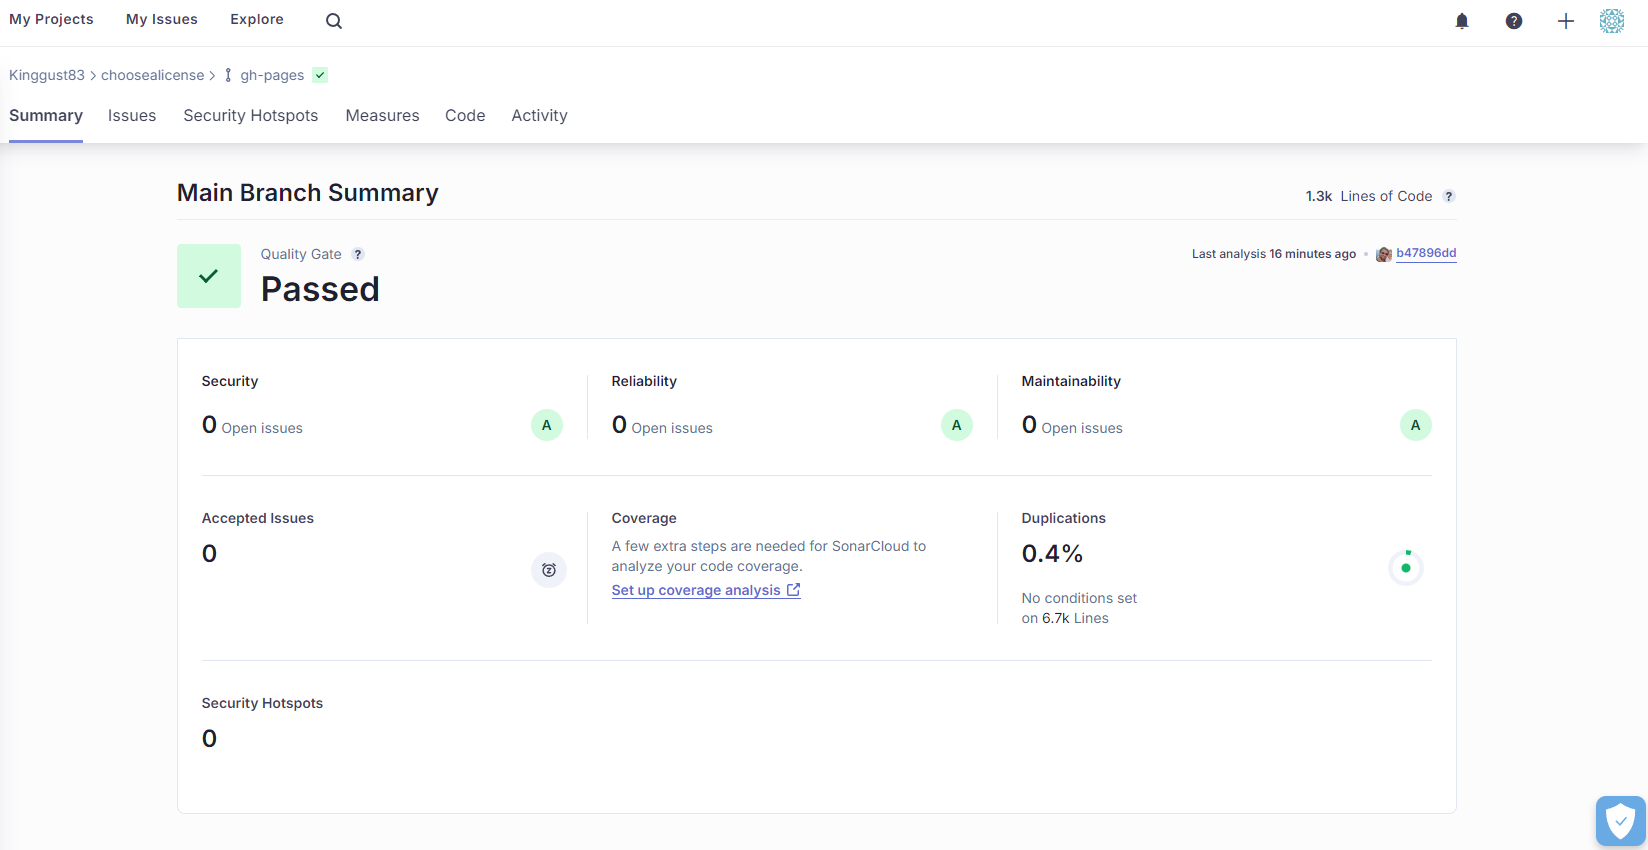 My Projects My Issues Explore
Kinggust83 > choosealicense > gh-pages
Summary Issues Security Hotspots Measures Code Activity
Main Branch Summary
1.3k Lines of Code ?
Quality Gate ?
Passed
Last analysis 16 minutes ago • b47896dd
Security
0 Open issues
A
Reliability
0 Open issues
A
Maintainability
0 Open issues
A
Accepted Issues
0
Coverage
A few extra steps are needed for SonarCloud to
analyze your code coverage.
Set up coverage analysis
Duplications
0.4%
No conditions set
on 6.7k Lines
Security Hotspots
0